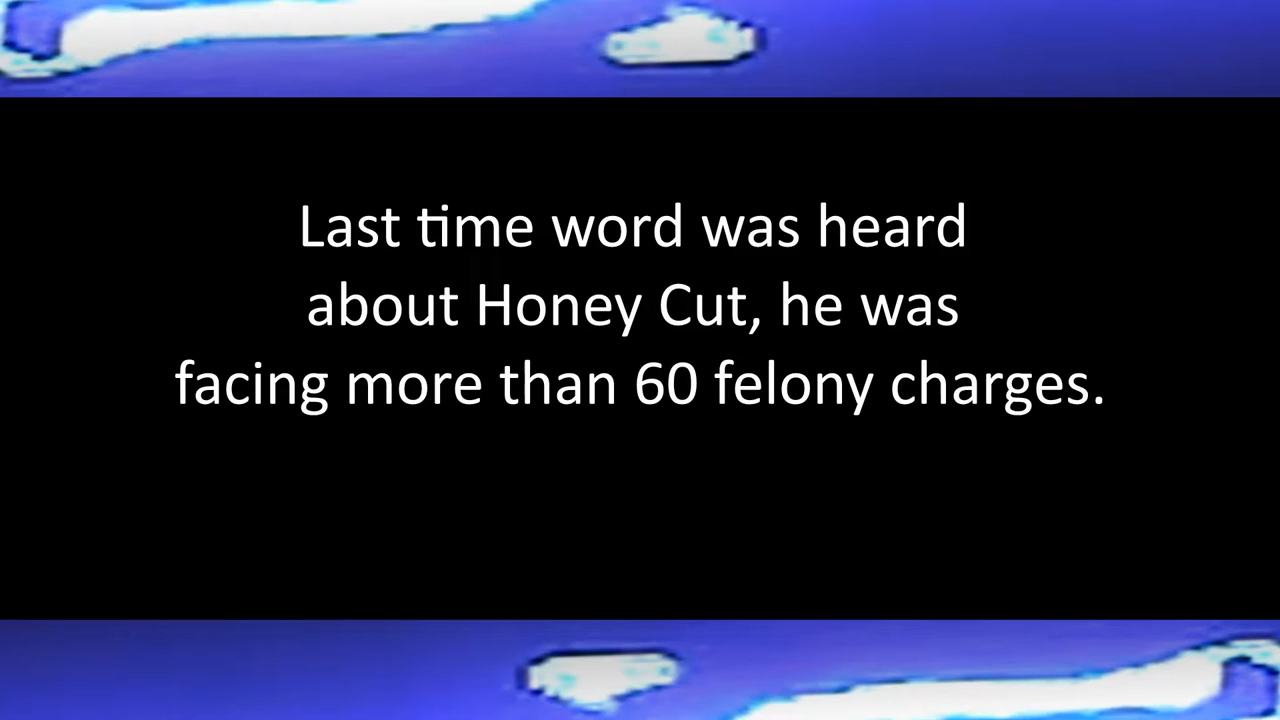 Last time word was heard
about Honey Cut, he was
facing more than 60 felony charges.